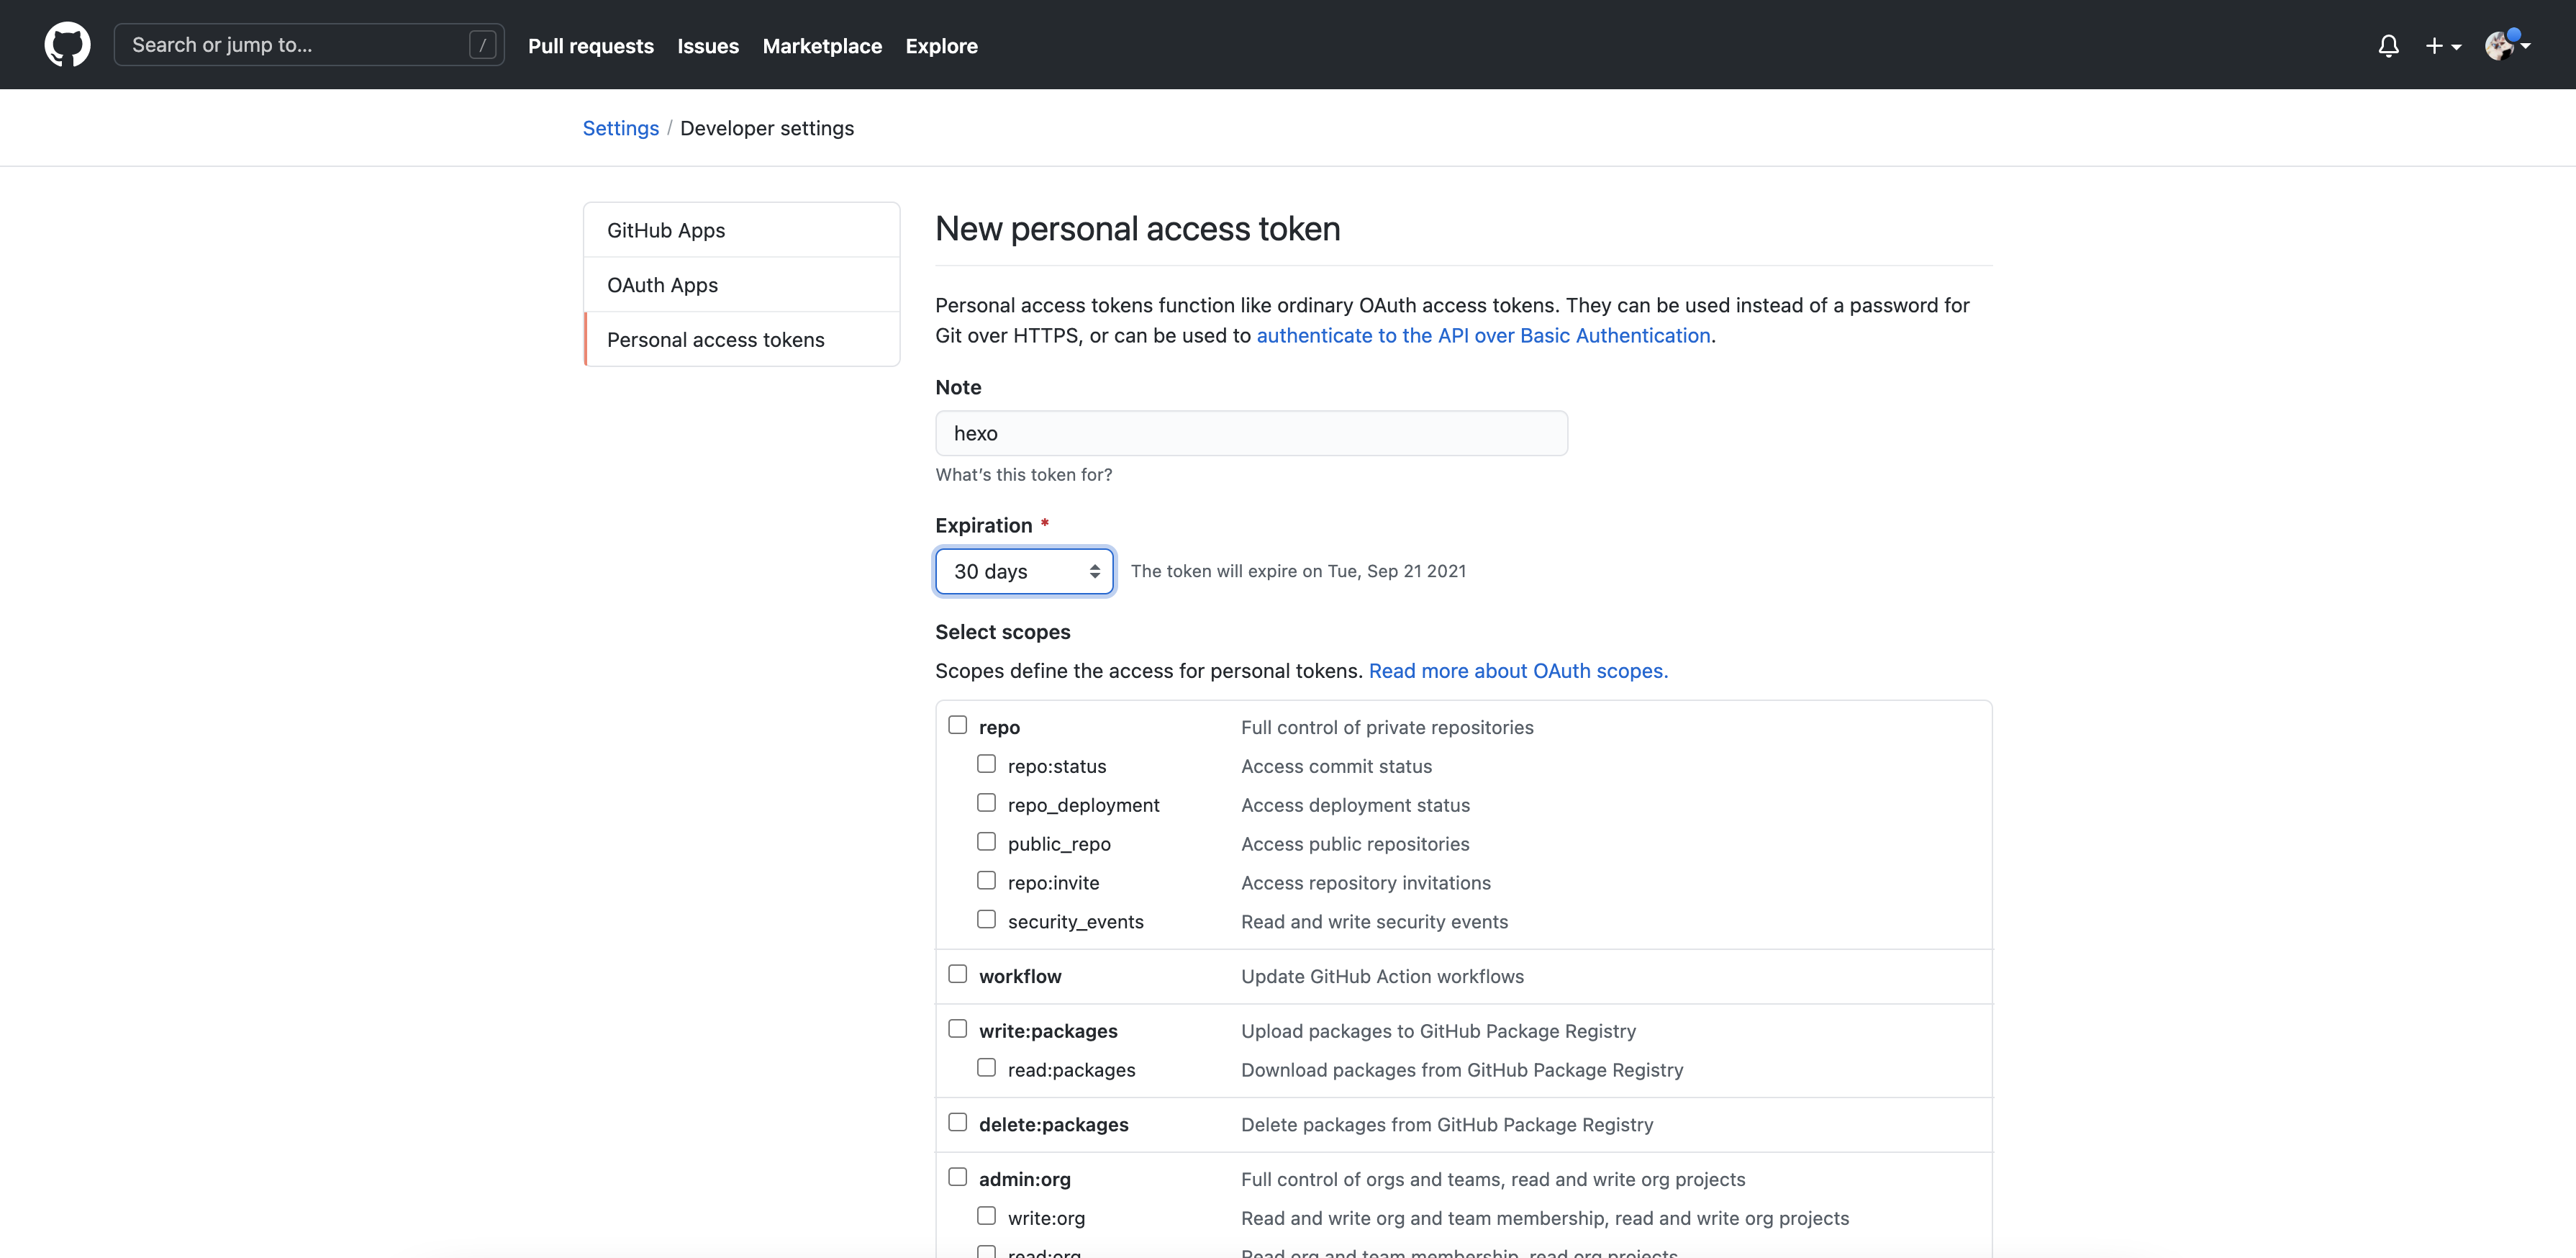 Search or jump to... /
Pull requests Issues Marketplace Explore
Settings / Developer settings
GitHub Apps
OAuth Apps
Personal access tokens
New personal access token
Personal access tokens function like ordinary OAuth access tokens. They can be used instead of a password for
Git over HTTPS, or can be used to authenticate to the API over Basic Authentication.
Note
hexo
What's this token for?
Expiration *
30 days The token will expire on Tue, Sep 21 2021
Select scopes
Scopes define the access for personal tokens. Read more about OAuth scopes.
repo Full control of private repositories
repo:status Access commit status
repo_deployment Access deployment status
public_repo Access public repositories
repo:invite Access repository invitations
security_events Read and write security events
workflow Update GitHub Action workflows
write:packages Upload packages to GitHub Package Registry
read:packages Download packages from GitHub Package Registry
delete:packages Delete packages from GitHub Package Registry
admin:org Full control of orgs and teams, read and write org projects
write:org Read and write org and team membership, read and write org projects
read:org Read org and team membership, read org projects